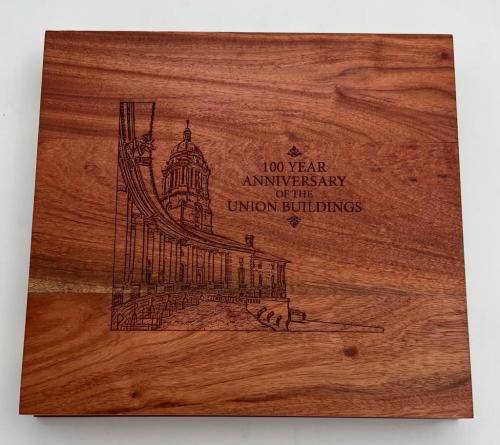 100 YEAR
ANNIVERSARY
OF THE
UNION BUILDINGS